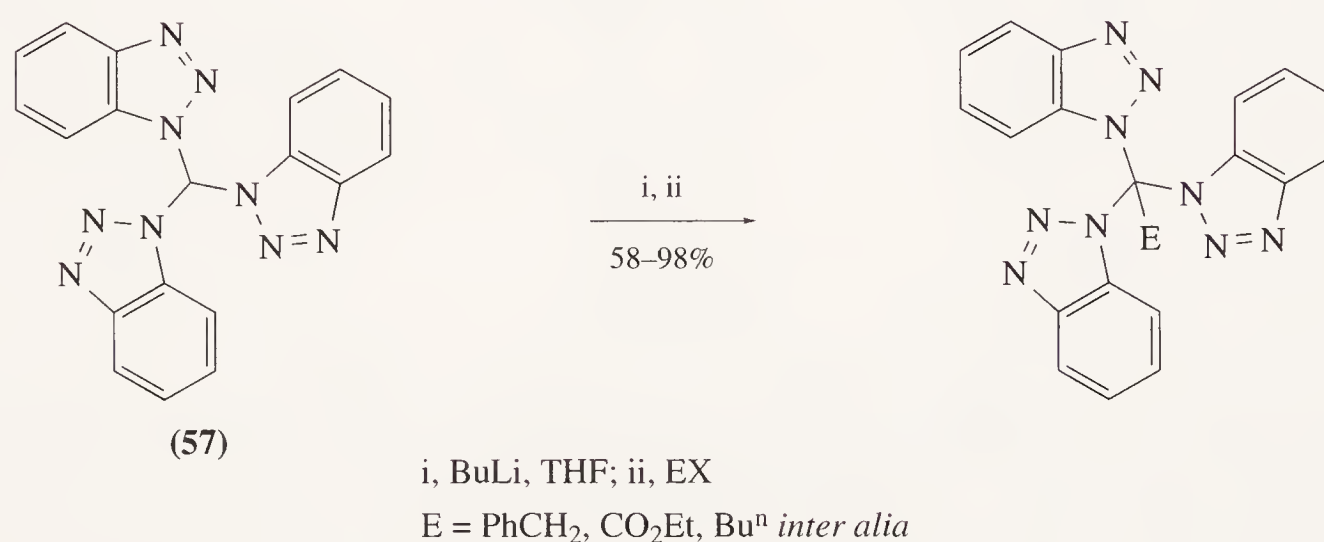 N N
N N
N
N
N
i, ii
N N
N N
N
E
N N=N
N N=N
58–98%
(57)
i, BuLi, THF; ii, EX
E = PhCH₂, CO₂Et, Buⁿ inter alia